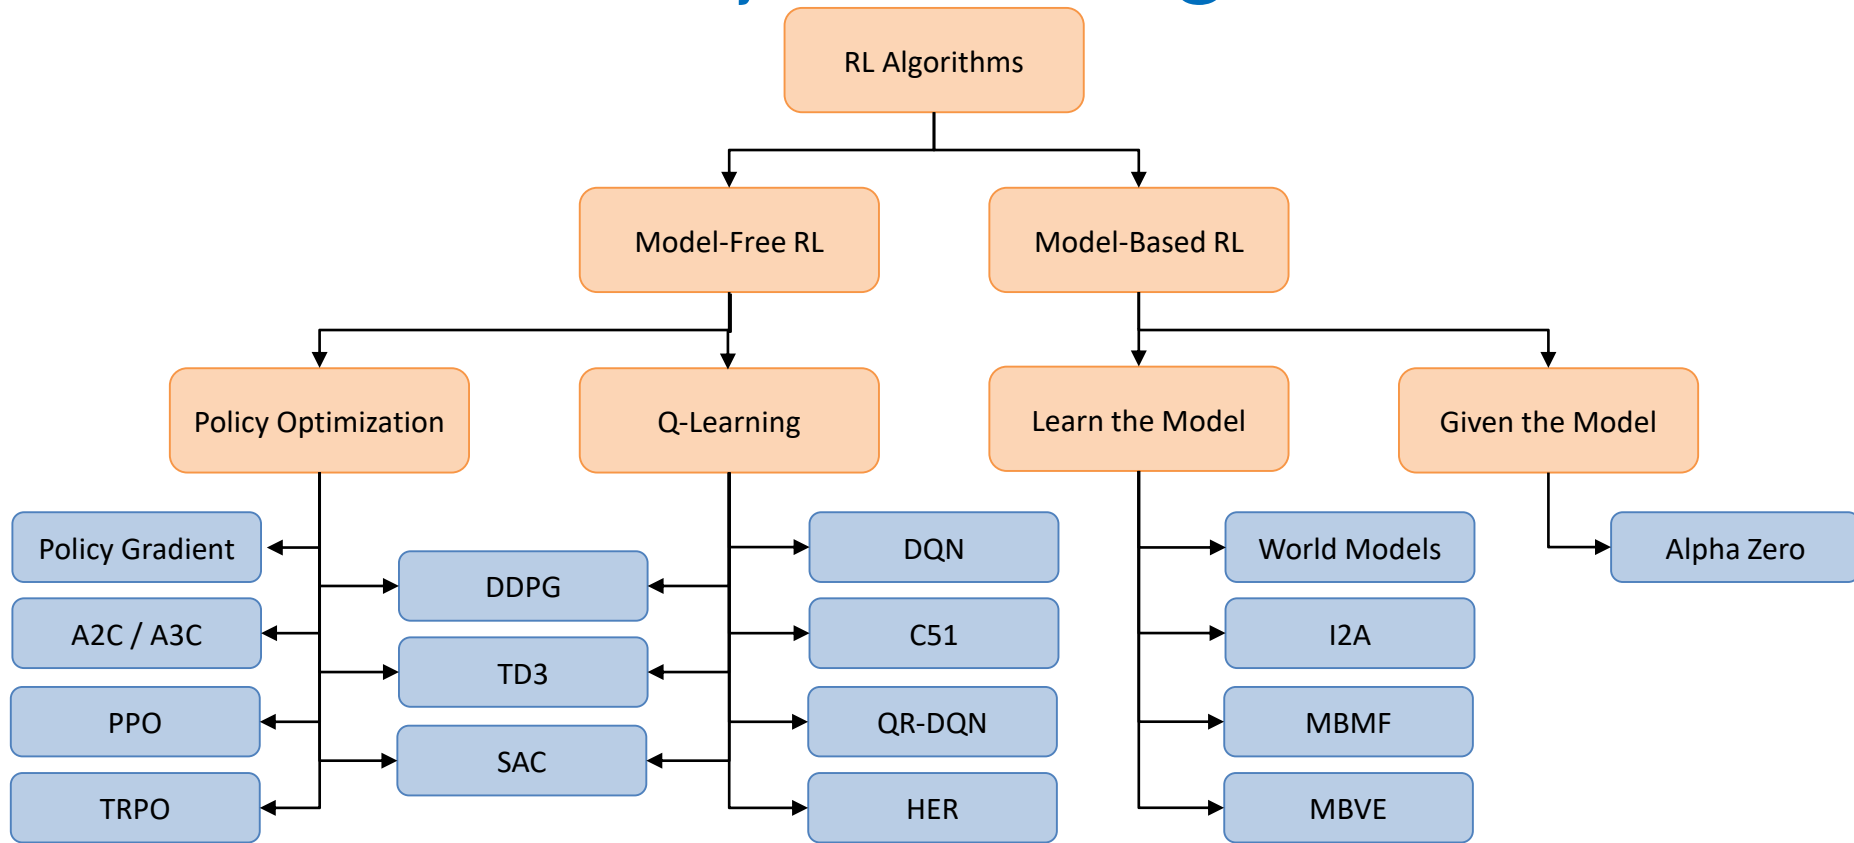 RL Algorithms
Model-Free RL
Model-Based RL
Policy Optimization
Q-Learning
Learn the Model
Given the Model
Policy Gradient
DDPG
DQN
World Models
Alpha Zero
A2C / A3C
TD3
C51
I2A
PPO
SAC
QR-DQN
MBMF
TRPO
HER
MBVE